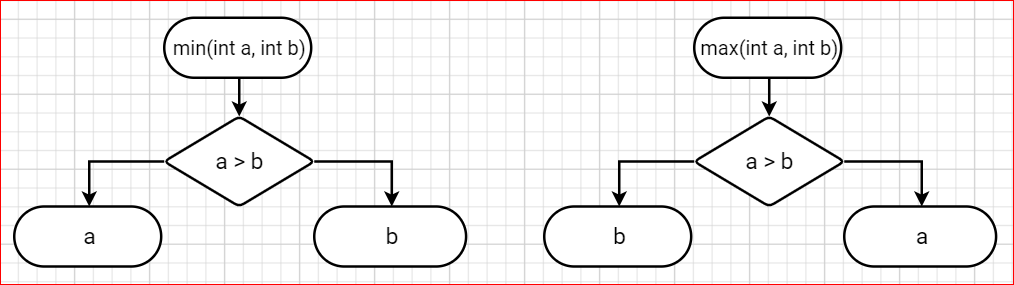 min(int a, int b)
max(int a, int b)
a > b
a > b
a
b
b
a